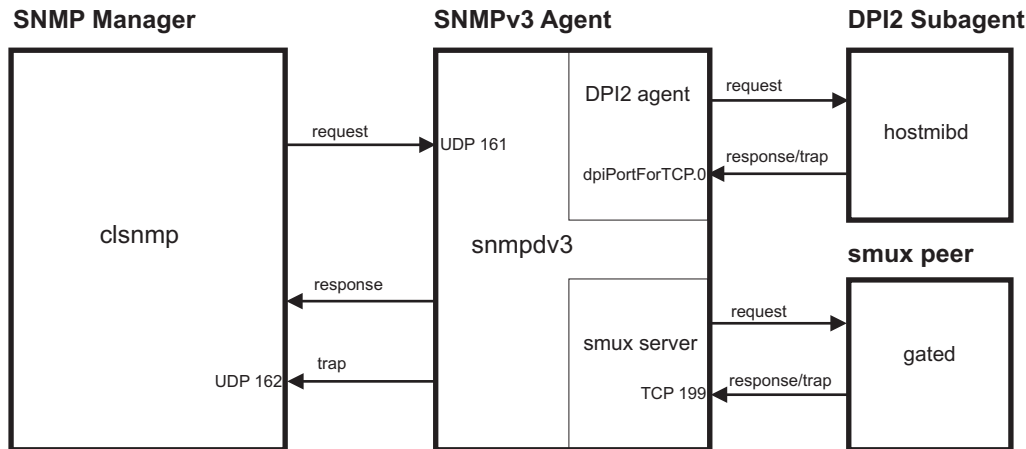 SNMP Manager
SNMPv3 Agent
DPI2 Subagent
clsnmp
request
UDP 161
response
trap
UDP 162
snmpdv3
DPI2 agent
dpiPortForTCP.0
request
response/trap
hostmibd
smux peer
smux server
TCP 199
request
response/trap
gated